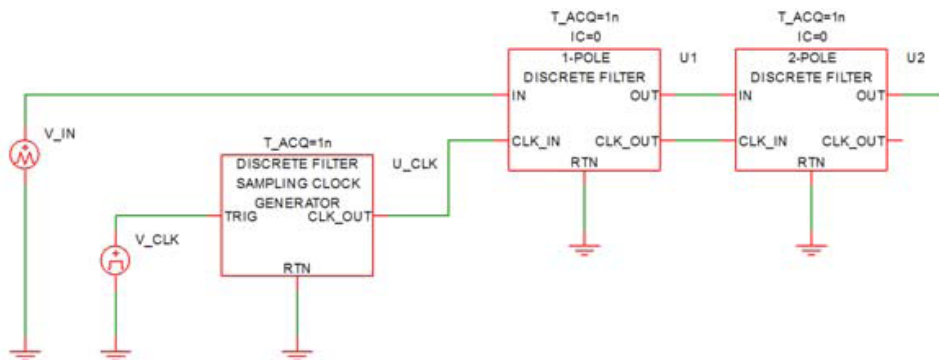 T_ACQ=1n
IC=0
1-POLE
DISCRETE FILTER
U1
IN
OUT
CLK_IN
CLK_OUT
RTN
T_ACQ=1n
IC=0
2-POLE
DISCRETE FILTER
U2
IN
OUT
CLK_IN
CLK_OUT
RTN
V_IN
T_ACQ=1n
DISCRETE FILTER
SAMPLING CLOCK
GENERATOR
U_CLK
TRIG
CLK_OUT
RTN
V_CLK